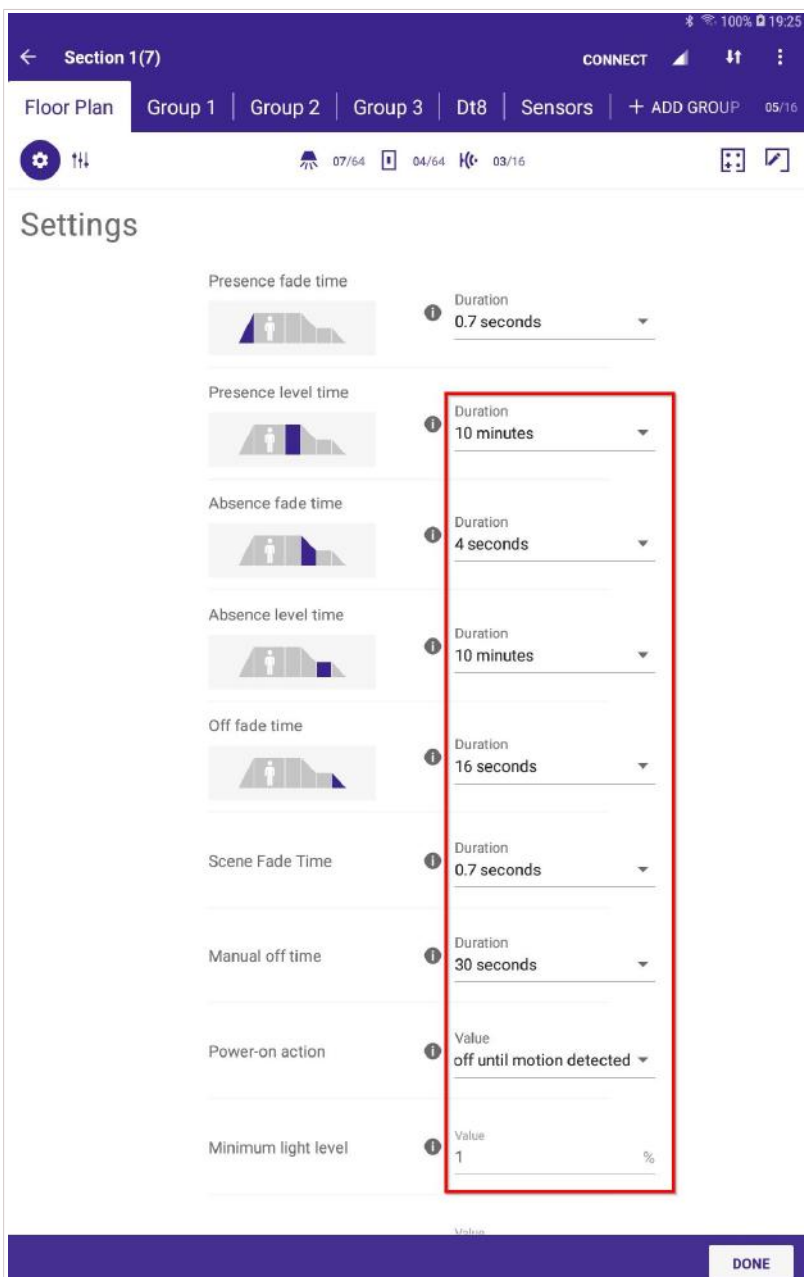 100% 19:25
Section 1(7) CONNECT
Floor Plan Group 1 Group 2 Group 3 Dt8 Sensors + ADD GROUP 05/16
07/64 04/64 03/16
Settings
Presence fade time
Duration
0.7 seconds
Presence level time
Duration
10 minutes
Absence fade time
Duration
4 seconds
Absence level time
Duration
10 minutes
Off fade time
Duration
16 seconds
Scene Fade Time
Duration
0.7 seconds
Manual off time
Duration
30 seconds
Power-on action
Value
off until motion detected
Minimum light level
Value
1 %
Value
DONE